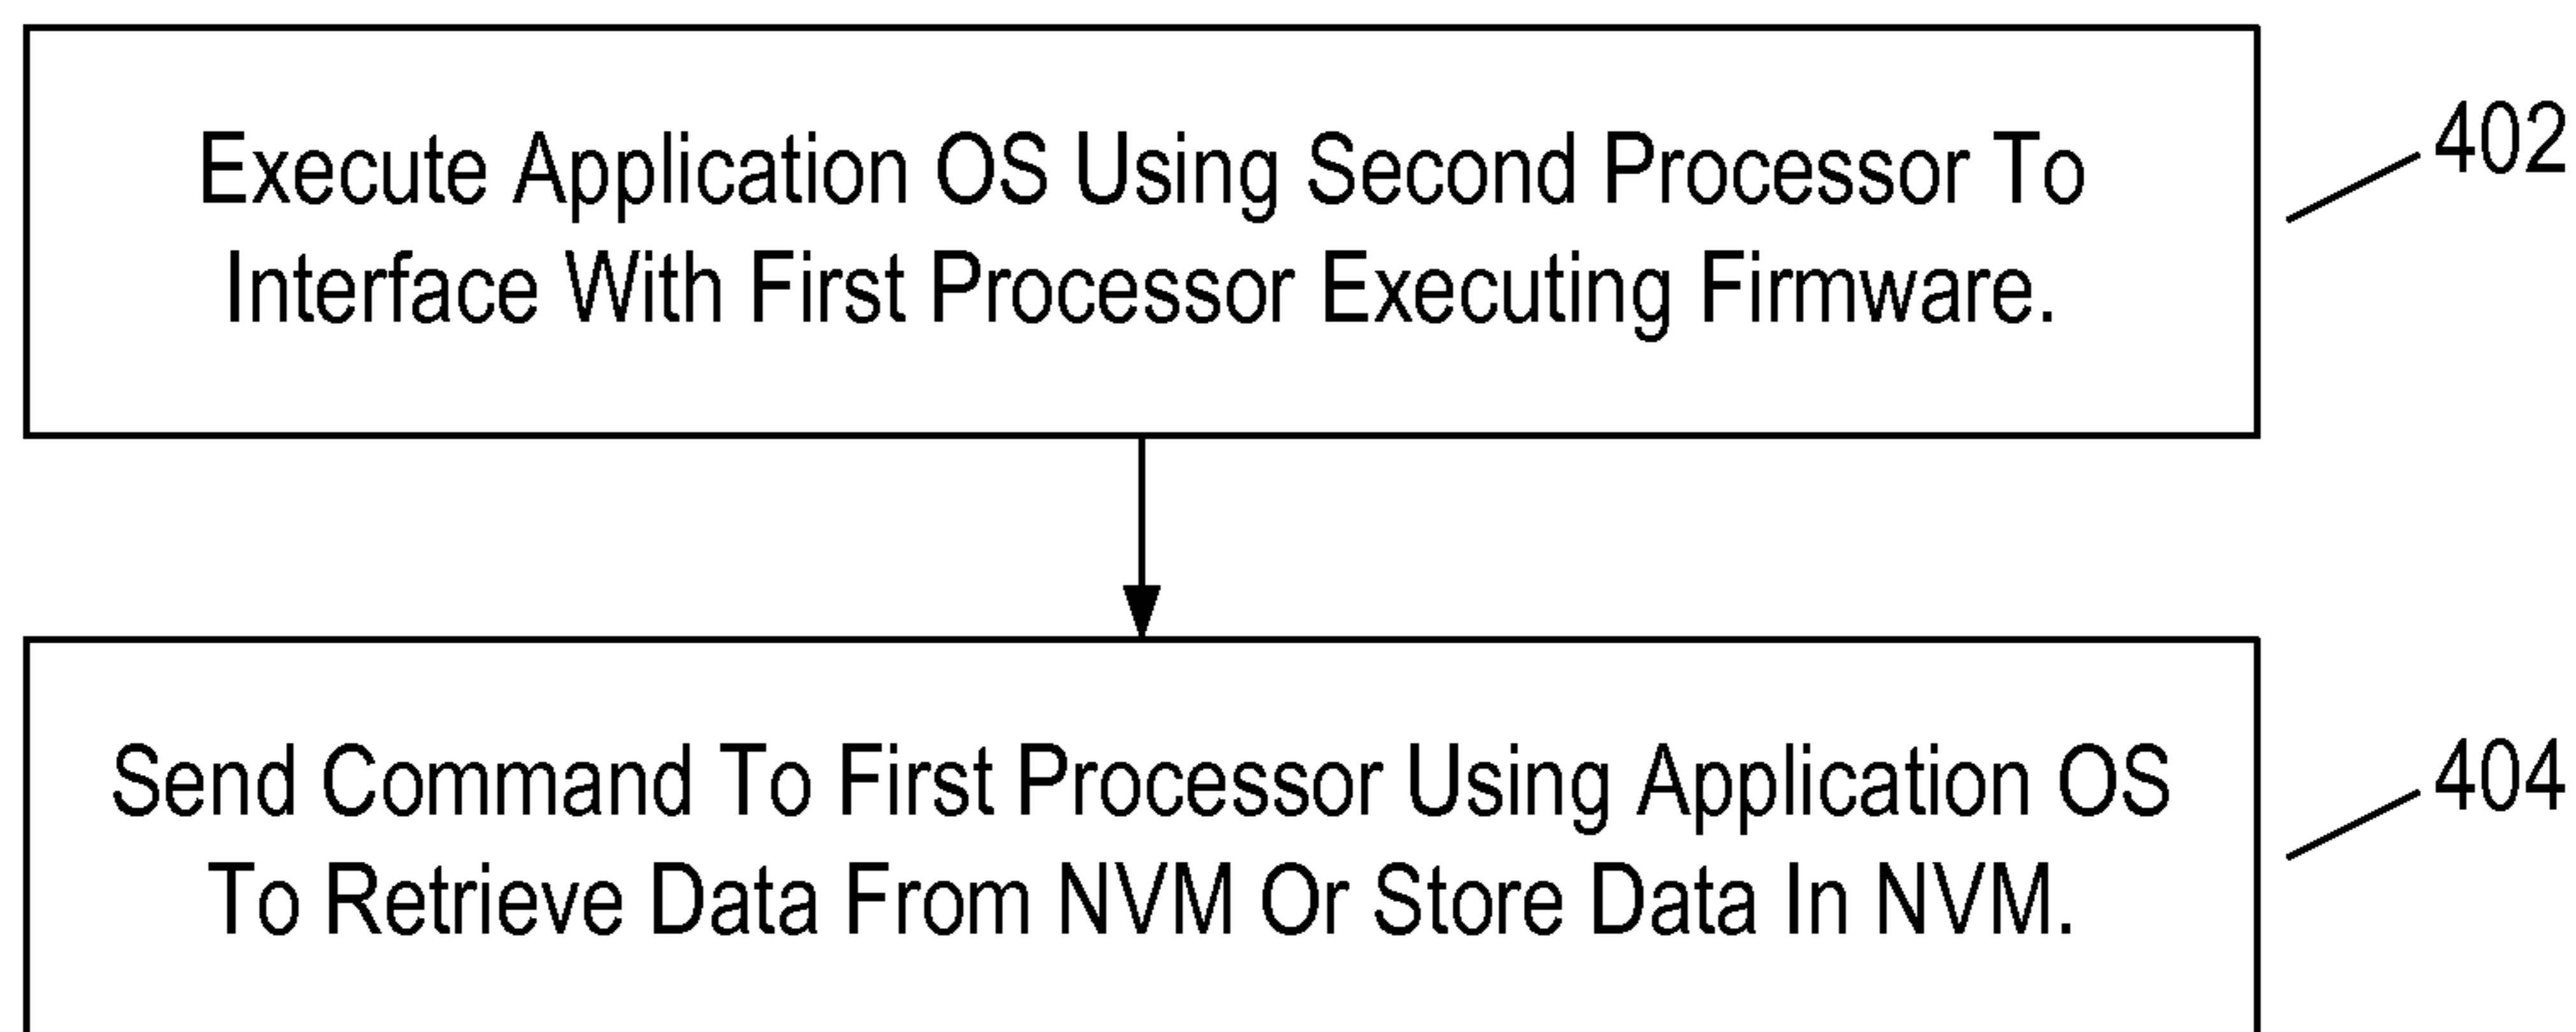 Execute Application OS Using Second Processor To
Interface With First Processor Executing Firmware.
402
Send Command To First Processor Using Application OS
To Retrieve Data From NVM Or Store Data In NVM.
404